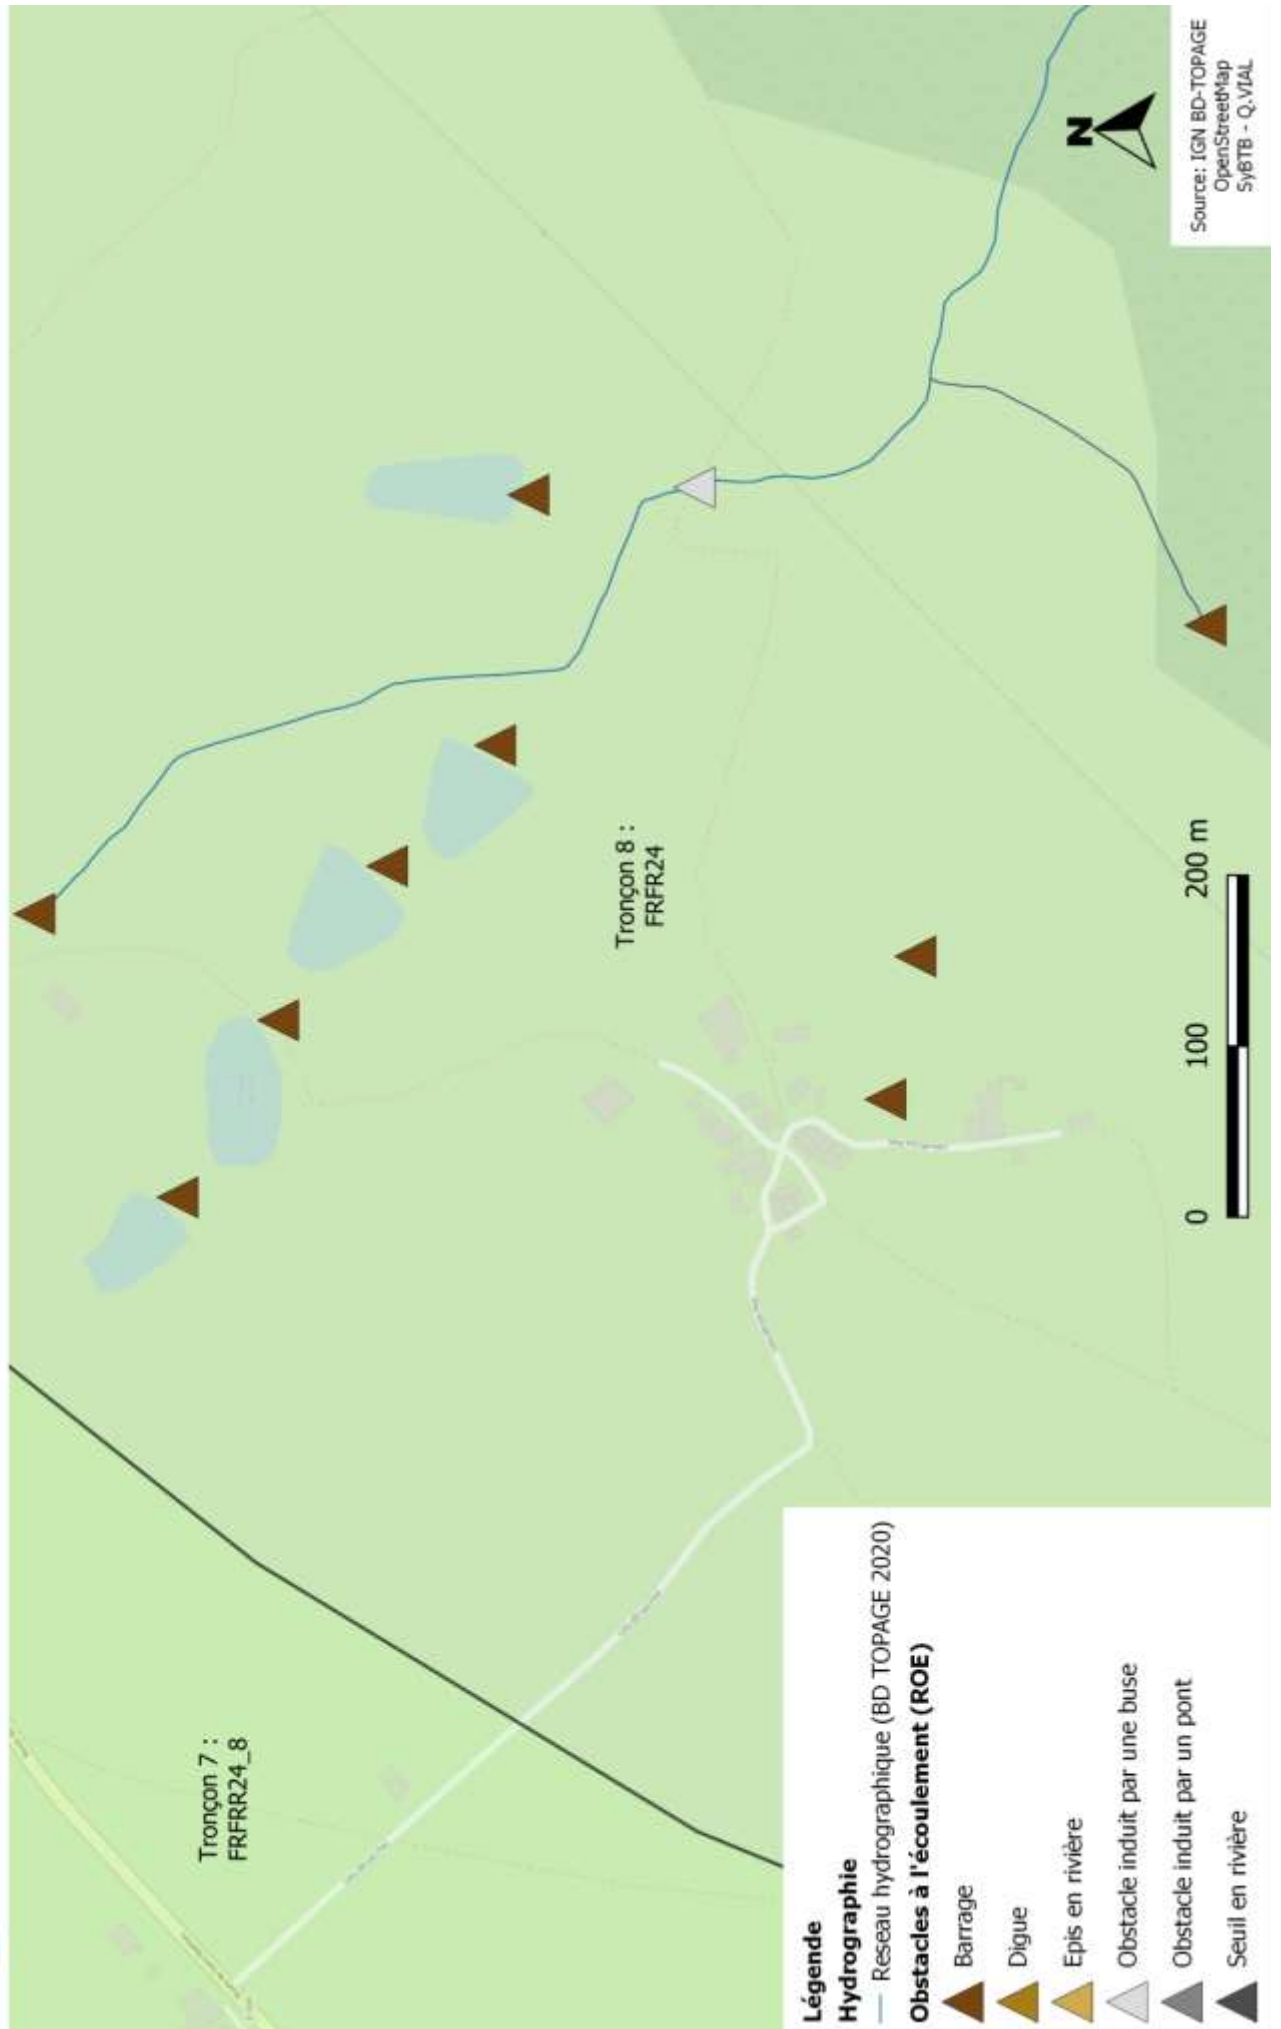 Tronçon 7 :
FRFRR24_8
Tronçon 8 :
FRFR24
Légende
Hydrographie
Reseau hydrographique (BD TOPAGE 2020)
Obstacles à l'écoulement (ROE)
Barrage
Digue
Epis en rivière
Obstacle induit par une buse
Obstacle induit par un pont
Seuil en rivière
0 100 200 m
N
Source: IGN BD-TOPAGE
OpenStreetMap
SyBTB - Q.VIAL